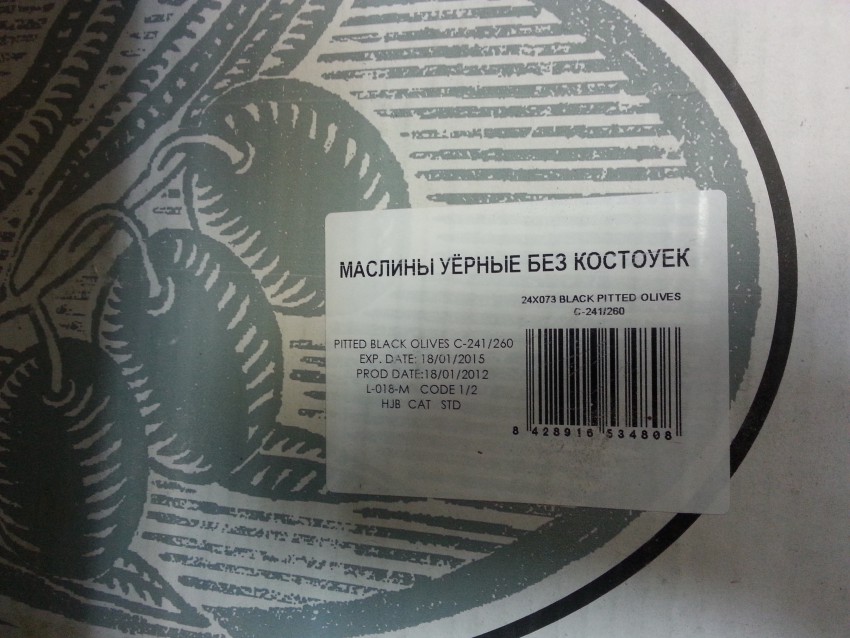 МАСЛИНЫ УЁРНЫЕ БЕЗ КОСТОУЕК
24X073 BLACK PITTED OLIVES
C-241/260
PITTED BLACK OLIVES C-241/260
EXP. DATE: 18/01/2015
PROD DATE:18/01/2012
L-018-M CODE 1/2
HJB CAT STD
8 428916 534808